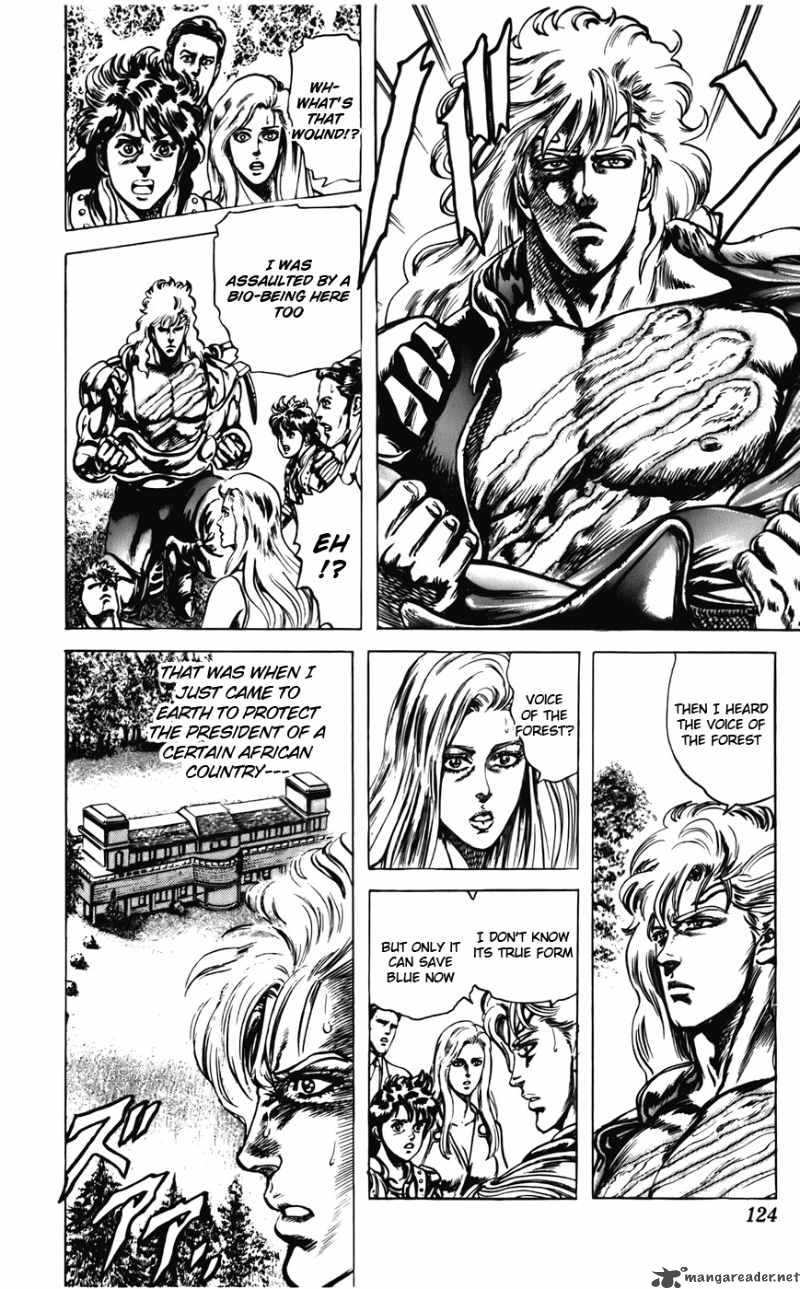 WH-
WHAT'S
THAT
WOUND!?
I WAS
ASSAULTED BY A
BIO-BEING HERE
TOO
EH
!?
THEN I HEARD
THE VOICE OF
THE FOREST
VOICE
OF THE
FOREST?
I DON'T KNOW
ITS TRUE FORM
BUT ONLY IT
CAN SAVE
BLUE NOW
THAT WAS WHEN I
JUST CAME TO
EARTH TO PROTECT
THE PRESIDENT OF A
CERTAIN AFRICAN
COUNTRY---
ズ
アア
124
mangareader.net